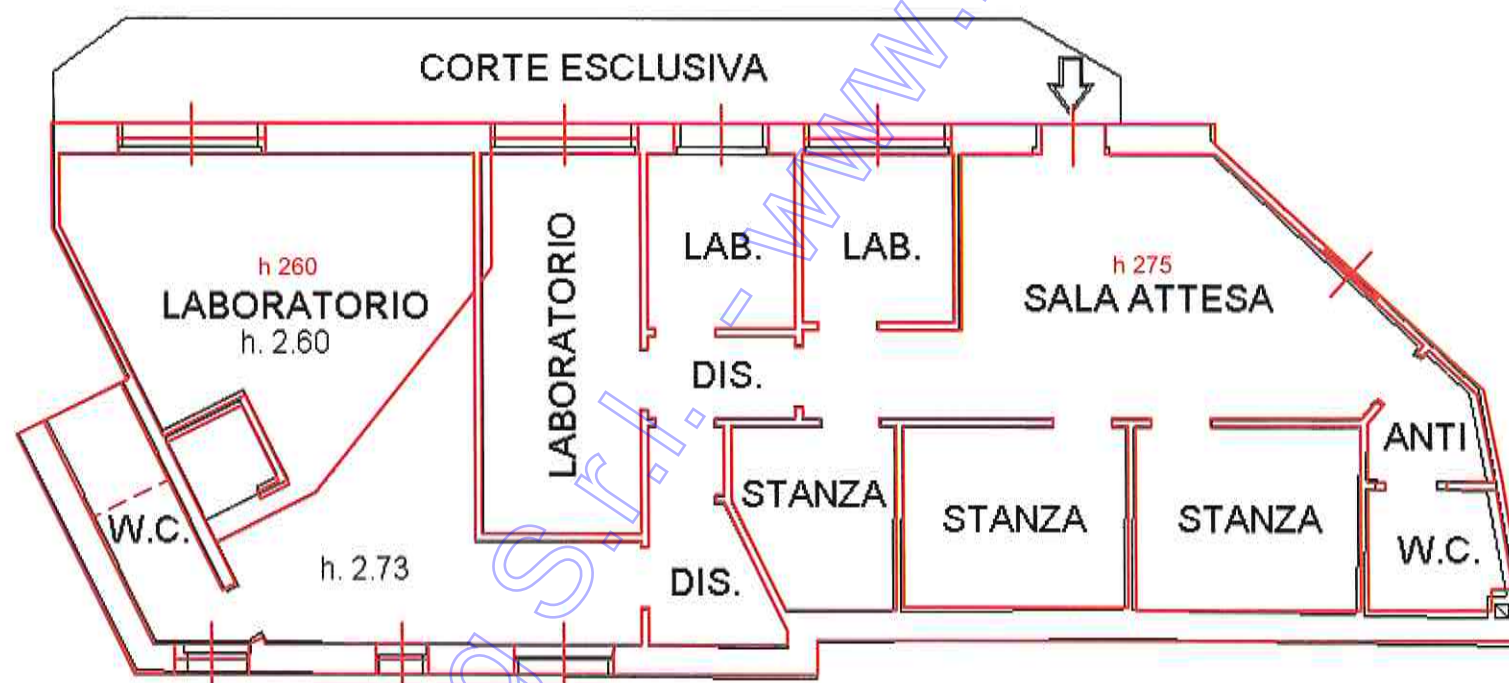 CORTE ESCLUSIVA
h 260
LABORATORIO
h. 2.60
LABORATORIO
LAB.
LAB.
h 275
SALA ATTESA
DIS.
ANTI
STANZA
STANZA
STANZA
W.C.
W.C.
h. 2.73
DIS.
S.r.l. - www.